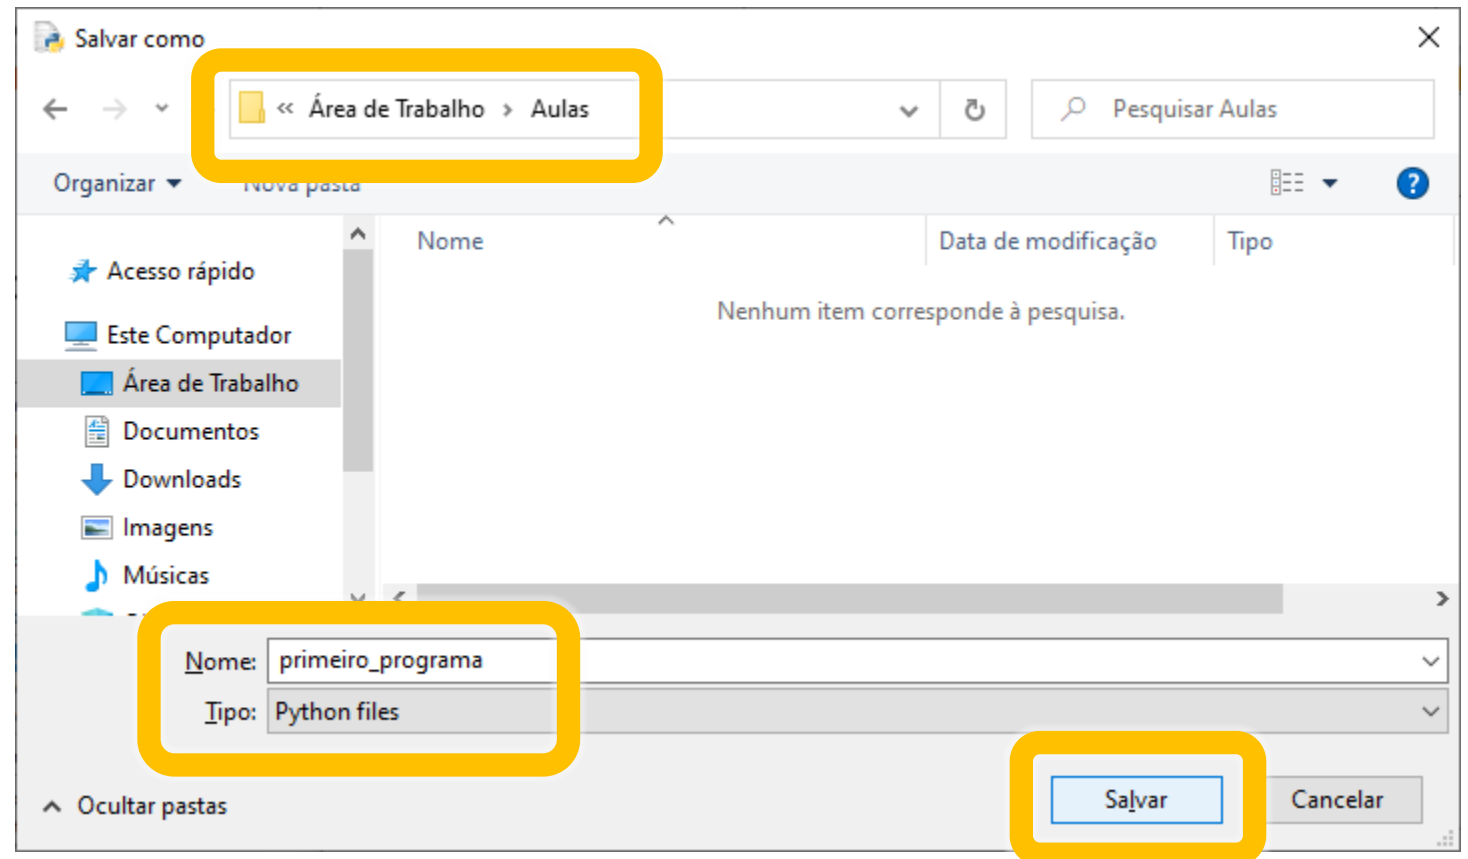 Salvar como
« Área de Trabalho › Aulas
Pesquisar Aulas
Organizar
Nova pasta
Nome
Data de modificação
Tipo
Acesso rápido
Este Computador
Área de Trabalho
Documentos
Downloads
Imagens
Músicas
Nenhum item corresponde à pesquisa.
Nome: primeiro_programa
Tipo: Python files
Ocultar pastas
Salvar
Cancelar